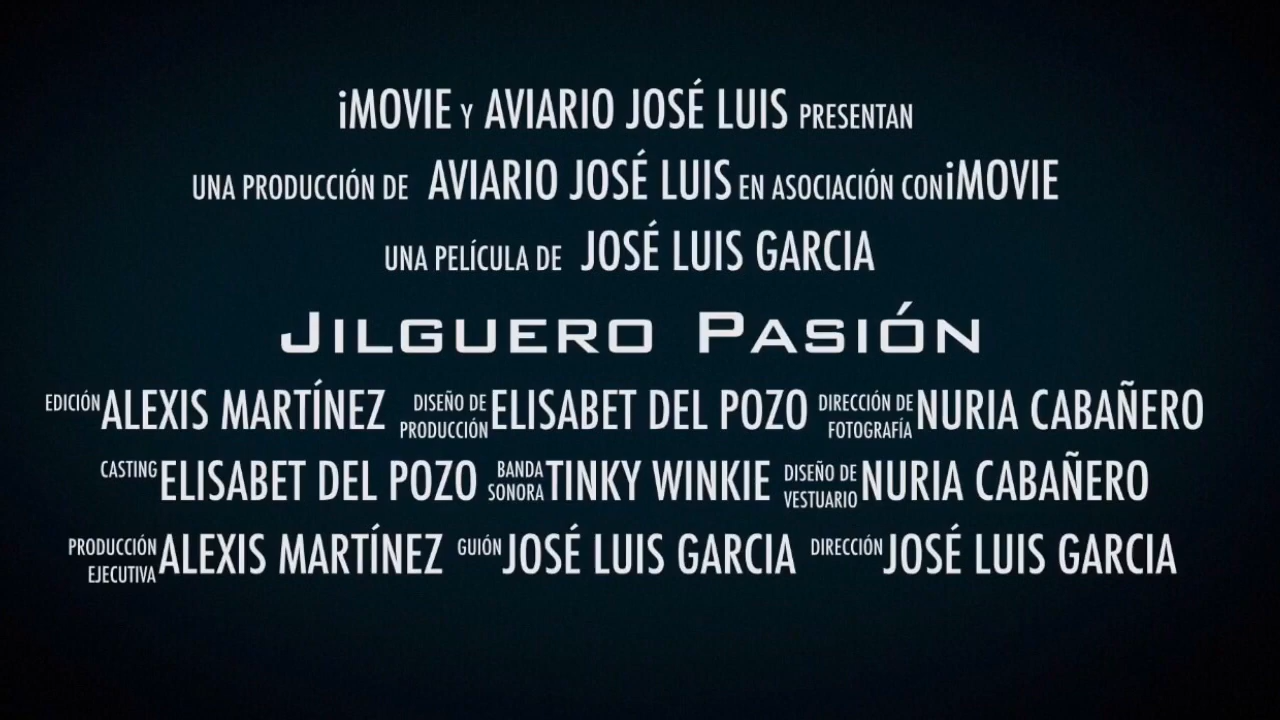 iMOVIE Y AVIARIO JOSÉ LUIS PRESENTAN
UNA PRODUCCIÓN DE AVIARIO JOSÉ LUIS EN ASOCIACIÓN CON iMOVIE
UNA PELÍCULA DE JOSÉ LUIS GARCIA
JILGUERO PASIÓN
EDICIÓN ALEXIS MARTÍNEZ DISEÑO DE PRODUCCIÓN ELISABET DEL POZO DIRECCIÓN DE FOTOGRAFÍA NURIA CABAÑERO
CASTING ELISABET DEL POZO BANDA SONORA TINKY WINKIE DISEÑO DE VESTUARIO NURIA CABAÑERO
PRODUCCIÓN EJECUTIVA ALEXIS MARTÍNEZ GUIÓN JOSÉ LUIS GARCIA DIRECCIÓN JOSÉ LUIS GARCIA